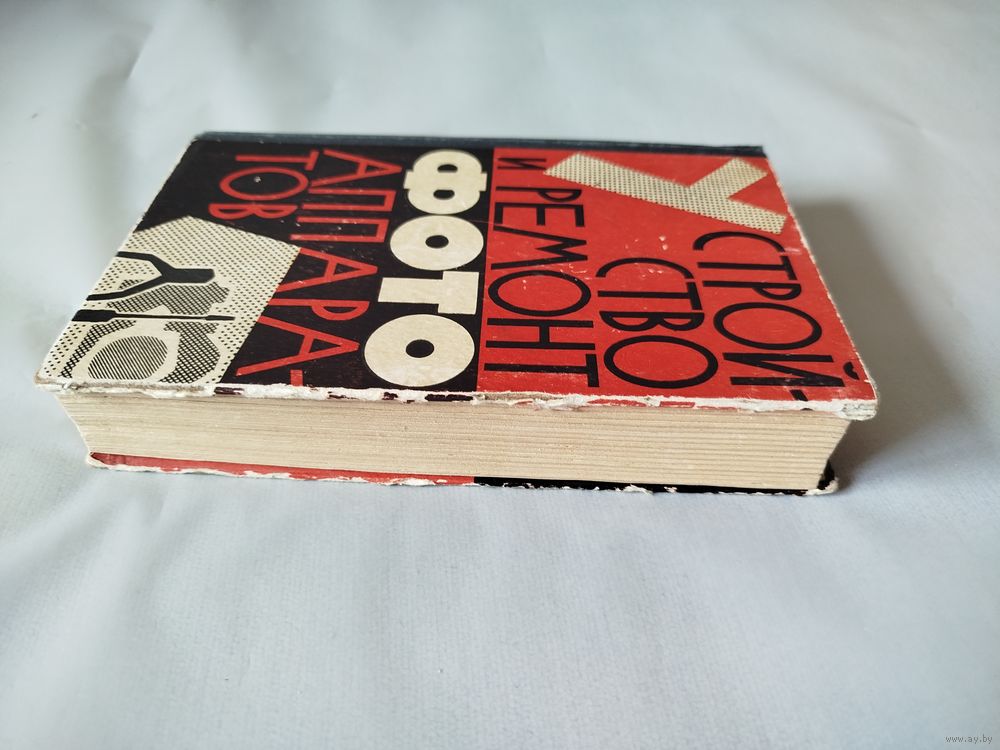 У
СТРОЙ-
СТВО
И РЕМОНТ
ФОТО
АППАРА-
ТОВ
www.ay.by